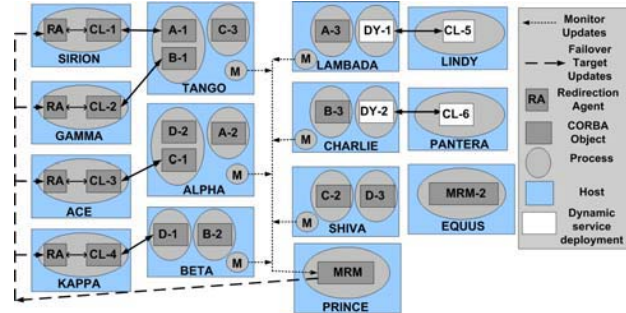 RA
CL-1
SIRION
A-1
C-3
B-1
M
TANGO
A-3
DY-1
M
LAMBADA
CL-5
LINDY
RA
CL-2
GAMMA
B-3
DY-2
M
CHARLIE
CL-6
PANTERA
D-2
A-2
C-1
M
ALPHA
RA
CL-3
ACE
C-2
D-3
M
SHIVA
MRM-2
EQUUS
RA
CL-4
KAPPA
D-1
B-2
M
BETA
MRM
PRINCE
Monitor
Updates
Failover
Target
Updates
RA
Redirection
Agent
CORBA
Object
Process
Host
Dynamic
service
deployment